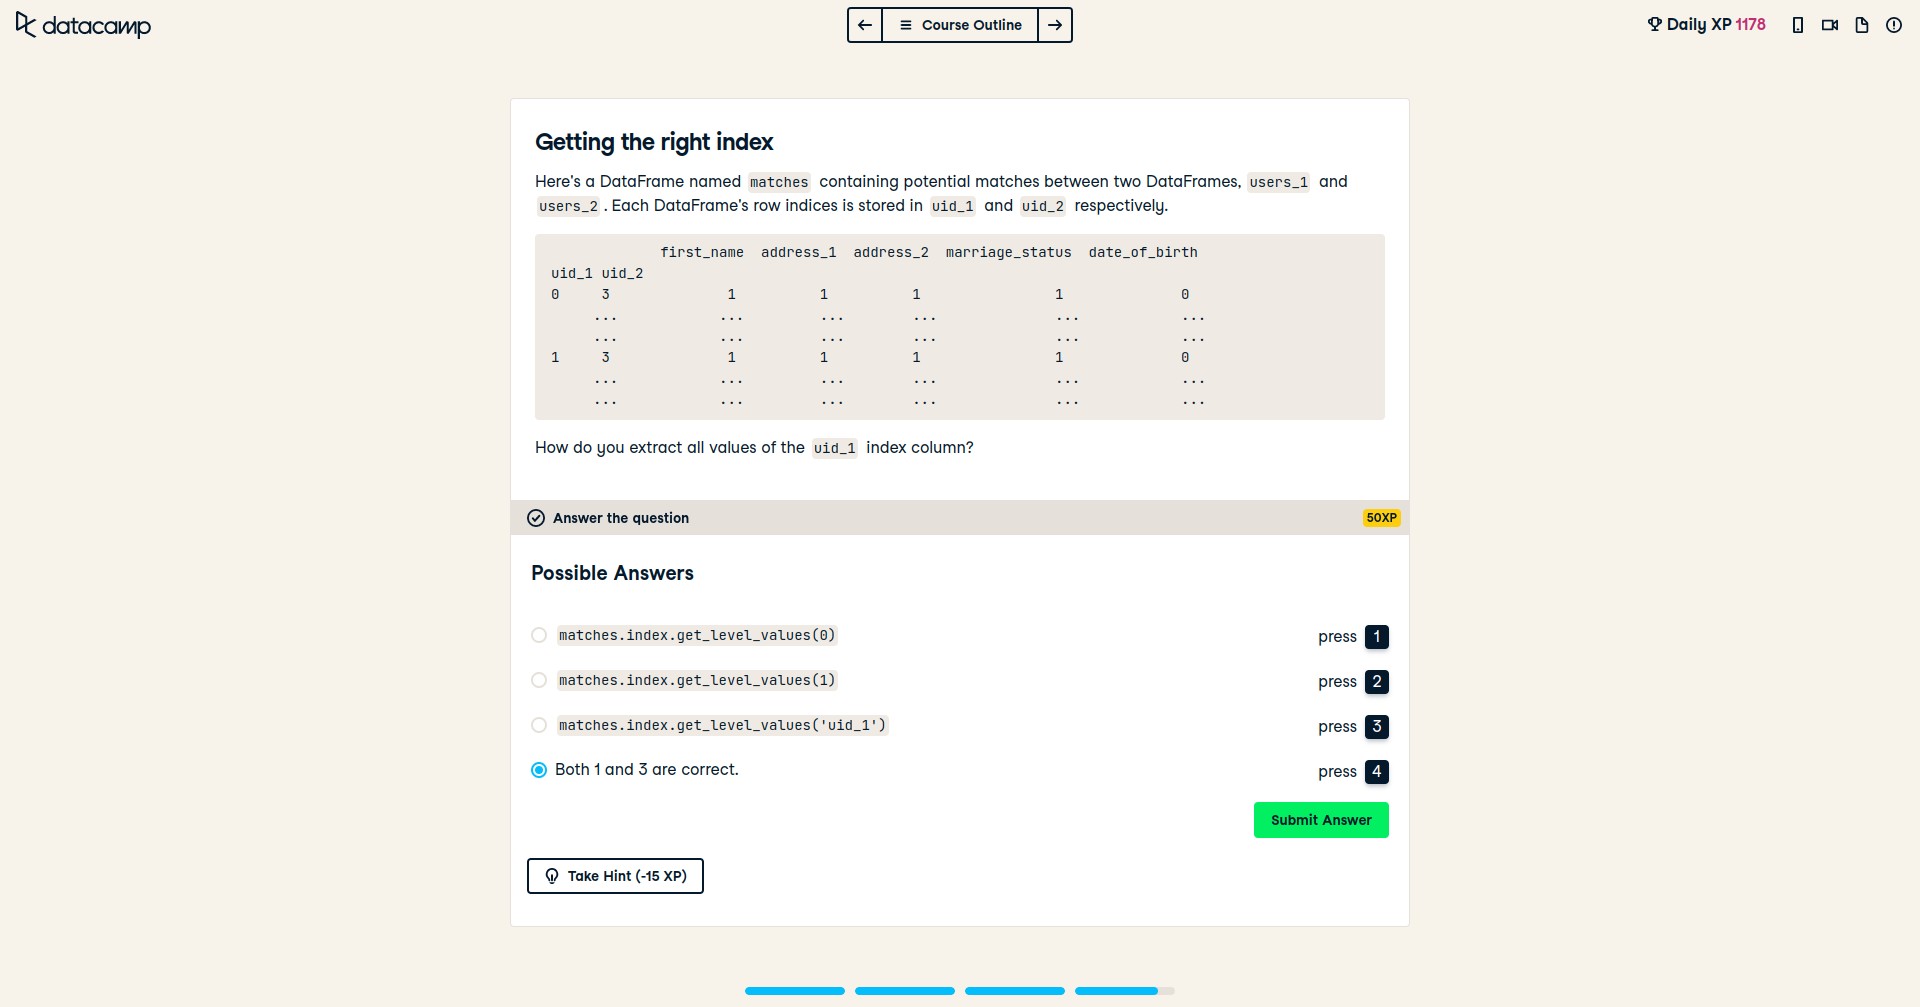 datacamp
Course Outline
Daily XP 1178
Getting the right index
Here's a DataFrame named matches containing potential matches between two DataFrames, users_1 and
users_2 . Each DataFrame's row indices is stored in uid_1 and uid_2 respectively.
first_name address_1 address_2 marriage_status date_of_birth
uid_1 uid_2
0 3 1 1 1 1 0
... ... ... ... ... ...
... ... ... ... ... ...
1 3 1 1 1 1 0
... ... ... ... ... ...
... ... ... ... ... ...
How do you extract all values of the uid_1 index column?
Answer the question 50XP
Possible Answers
matches.index.get_level_values(0) press 1
matches.index.get_level_values(1) press 2
matches.index.get_level_values('uid_1') press 3
Both 1 and 3 are correct. press 4
Submit Answer
Take Hint (-15 XP)